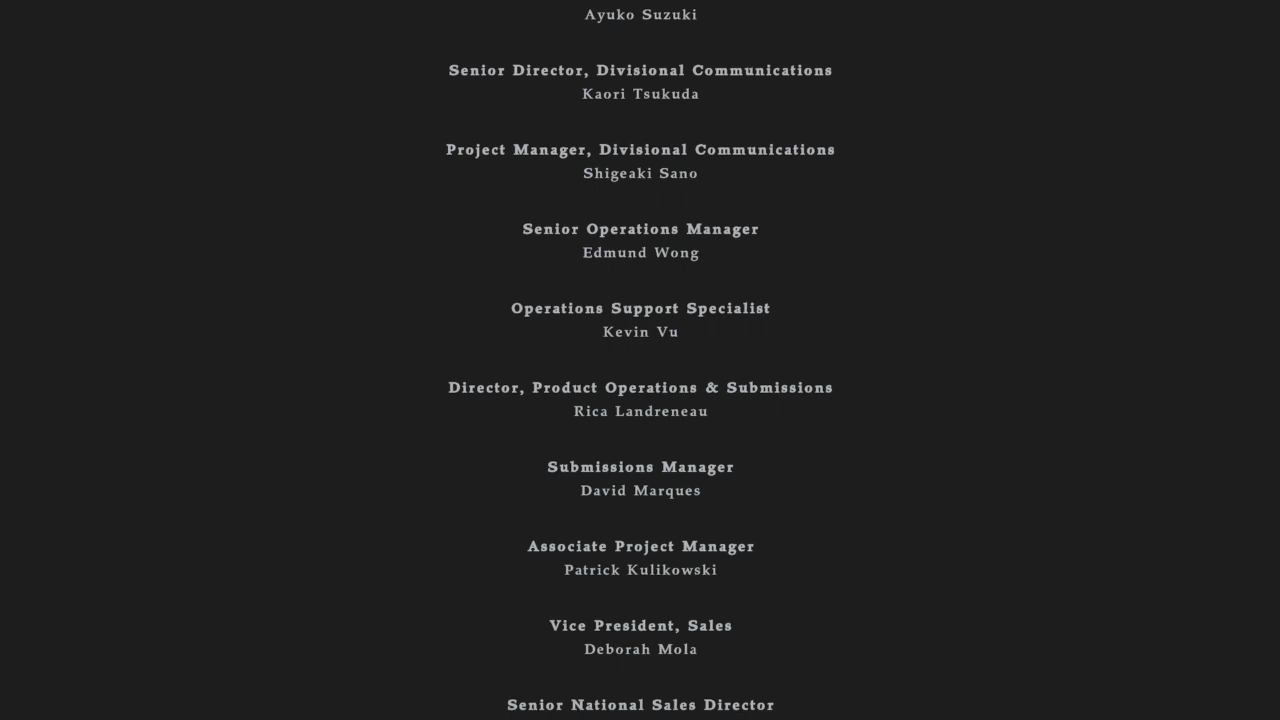 Ayuko Suzuki
Senior Director, Divisional Communications
Kaori Tsukuda
Project Manager, Divisional Communications
Shigeaki Sano
Senior Operations Manager
Edmund Wong
Operations Support Specialist
Kevin Vu
Director, Product Operations & Submissions
Rica Landreneau
Submissions Manager
David Marques
Associate Project Manager
Patrick Kulikowski
Vice President, Sales
Deborah Mola
Senior National Sales Director